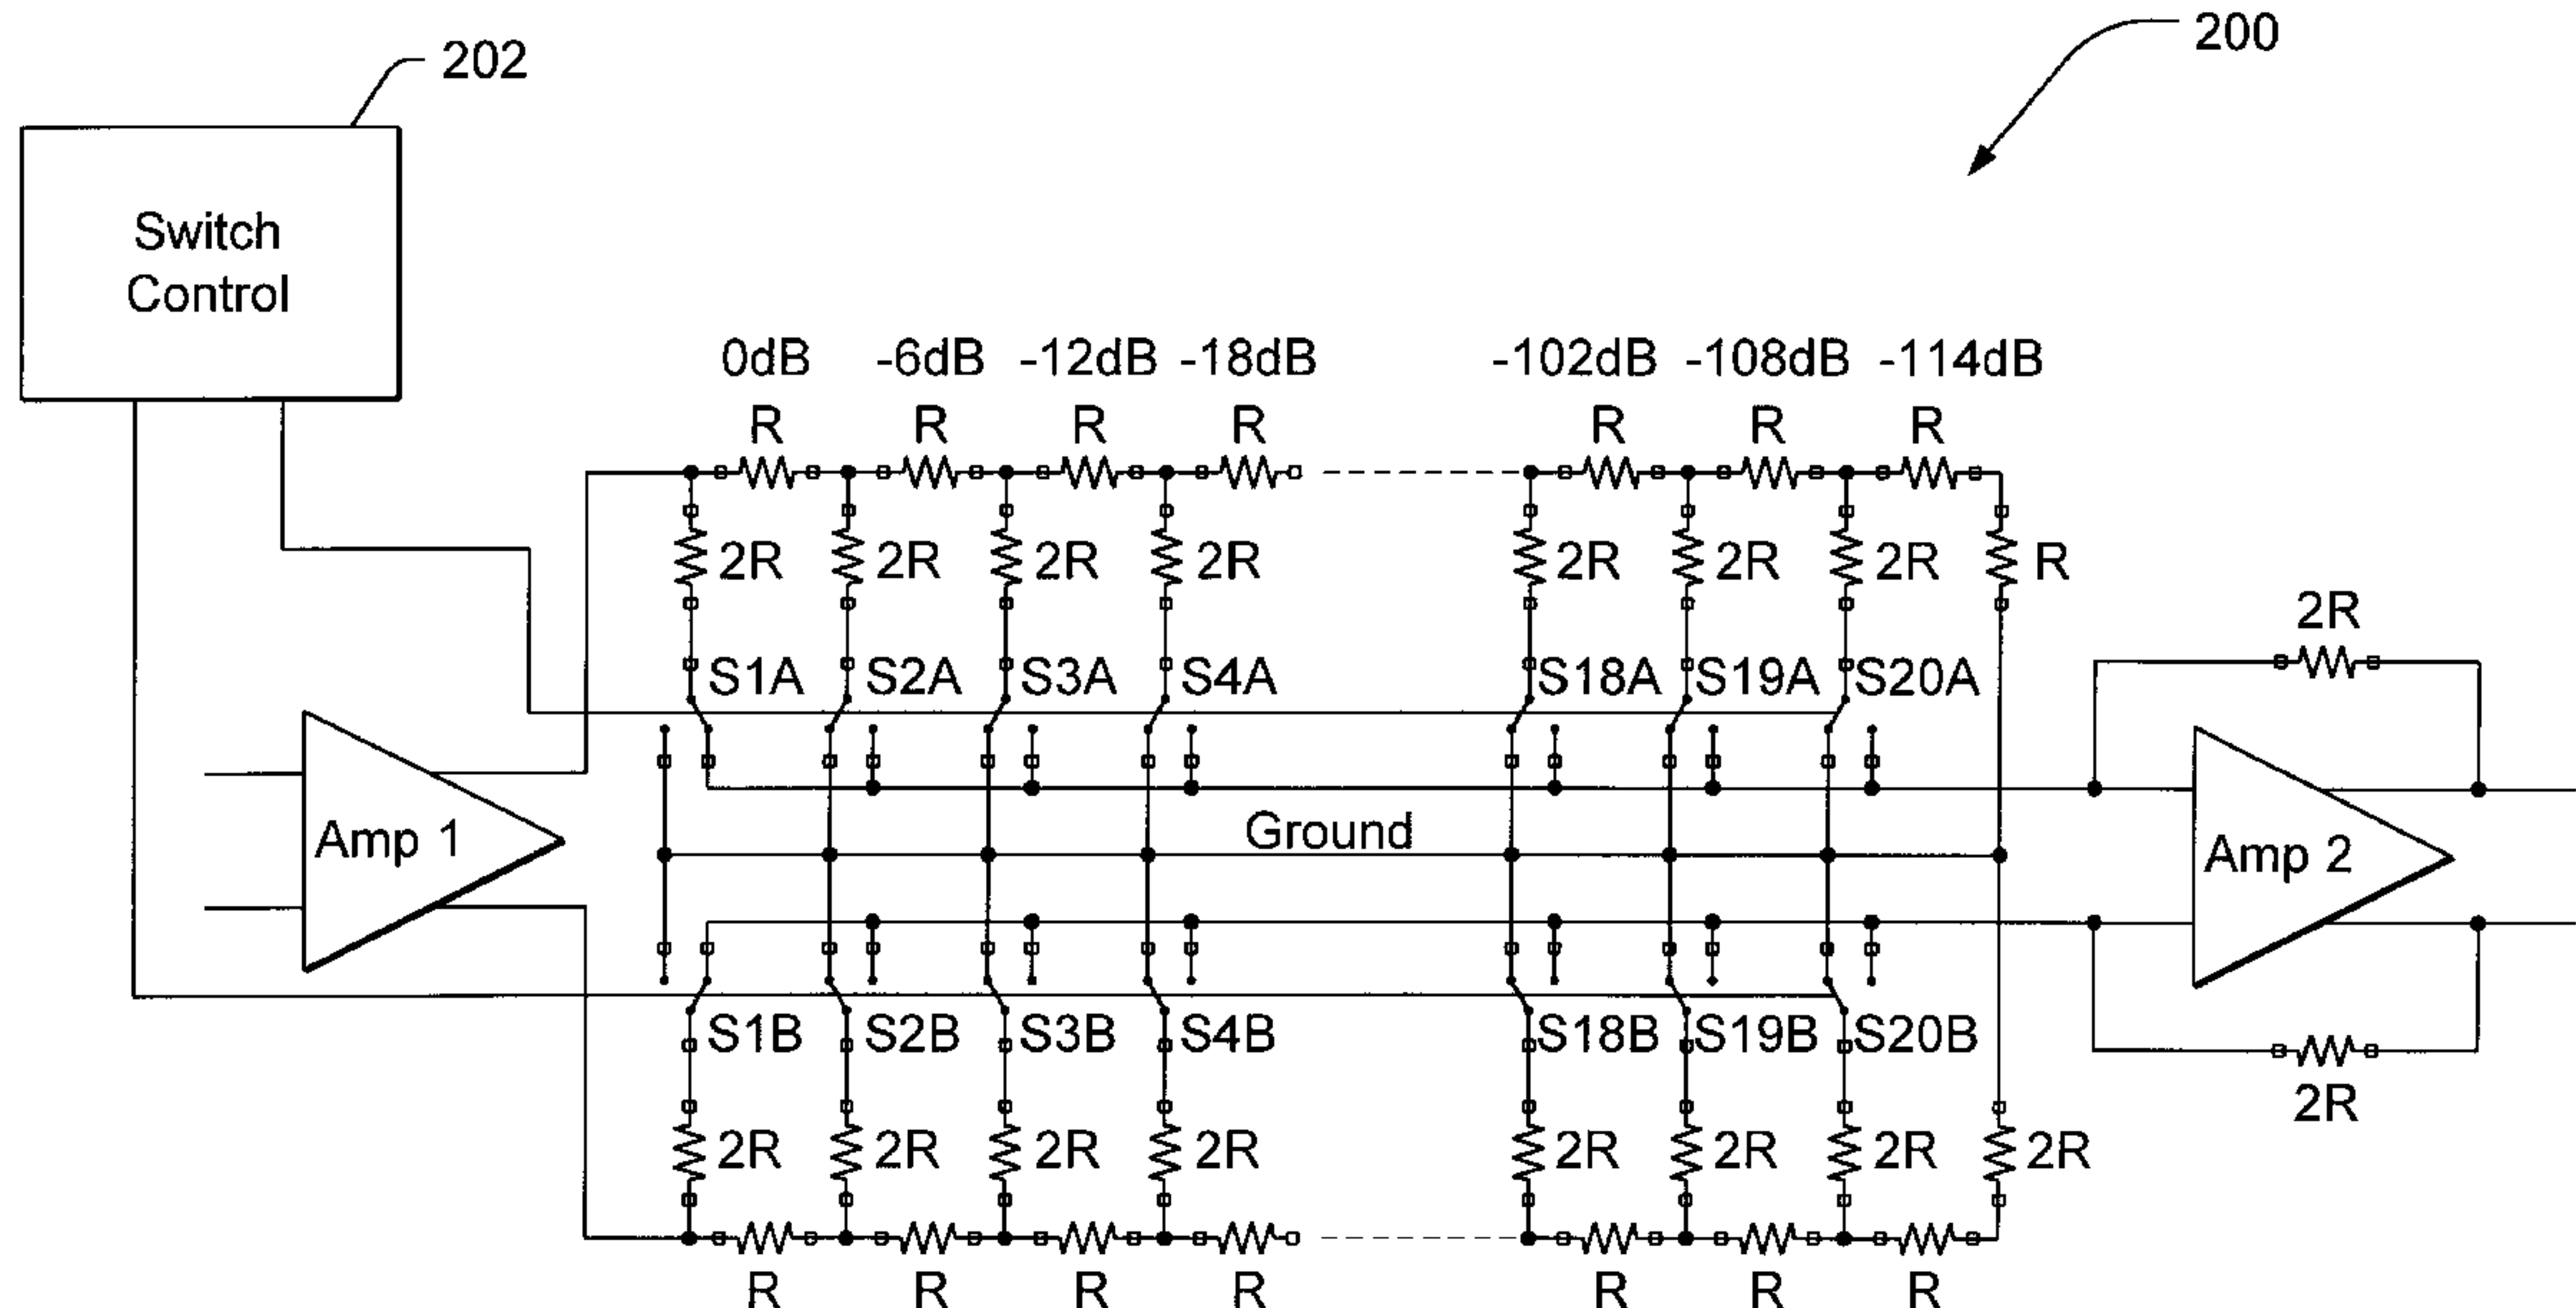 200
202
Switch
Control
0dB -6dB -12dB -18dB -102dB -108dB -114dB
R R R R R R R
2R 2R 2R 2R 2R 2R 2R R
2R
S1A S2A S3A S4A S18A S19A S20A
Amp 1
Ground
Amp 2
S1B S2B S3B S4B S18B S19B S20B
2R
2R 2R 2R 2R 2R 2R 2R 2R
R R R R R R R